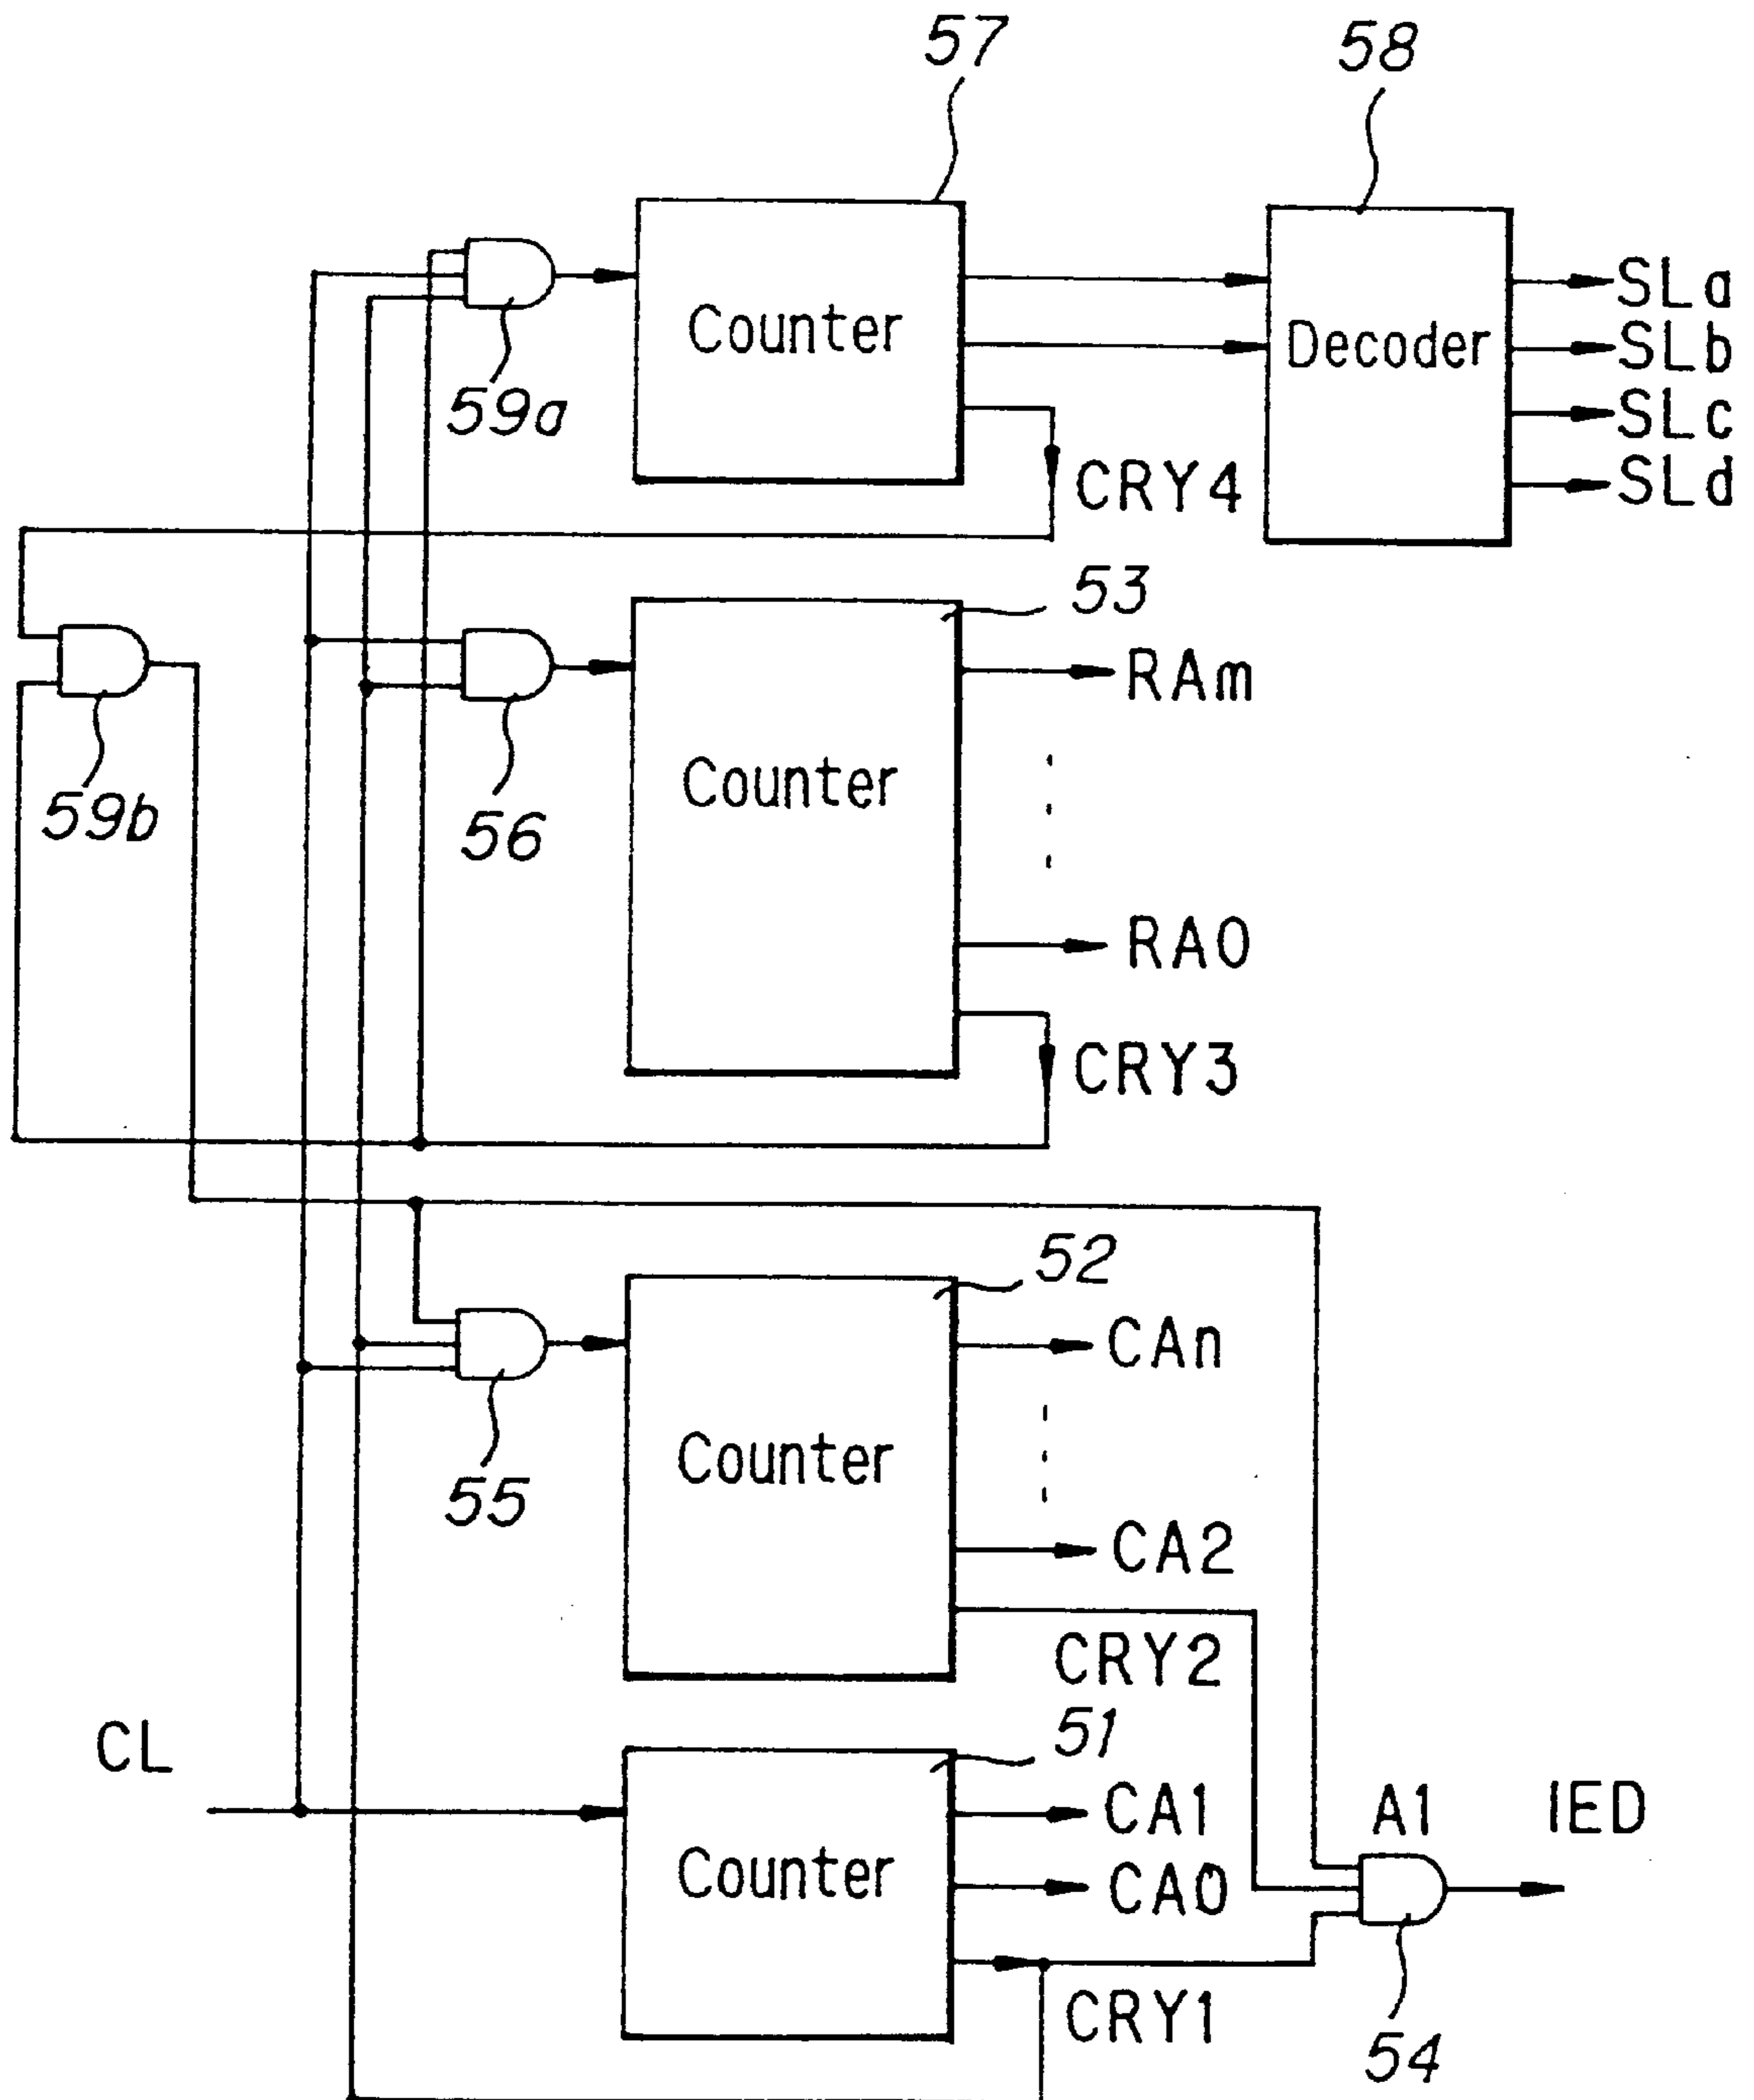 57
58
59a
Counter
Decoder
SLa
SLb
SLc
SLd
CRY4
53
59b
56
Counter
RAm
RA0
CRY3
52
55
Counter
CAn
CA2
CRY2
51
CL
Counter
CA1
CA0
A1
IED
CRY1
54